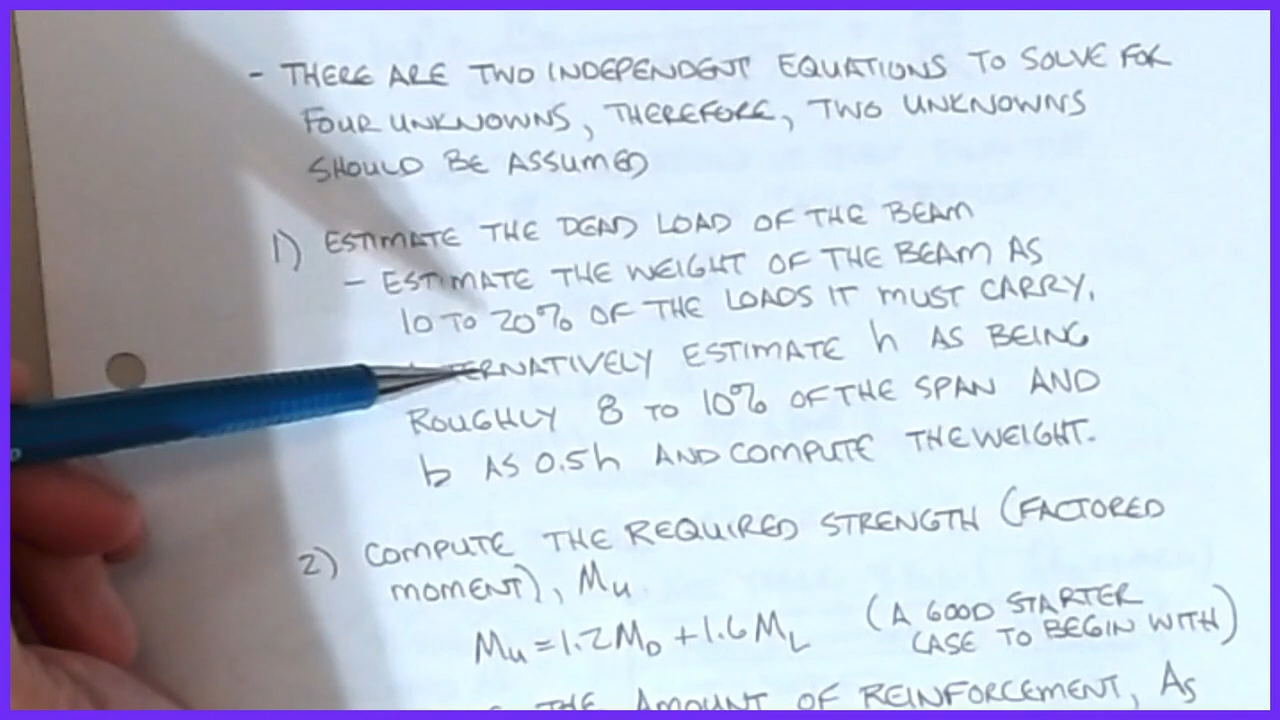 - THERE ARE TWO INDEPENDENT EQUATIONS TO SOLVE FOR
FOUR UNKNOWNS, THEREFORE, TWO UNKNOWNS
SHOULD BE ASSUMED
1) ESTIMATE THE DEAD LOAD OF THE BEAM
- ESTIMATE THE WEIGHT OF THE BEAM AS
10 TO 20% OF THE LOADS IT MUST CARRY.
ESTIMATE h AS BEING
ROUGHLY 8 TO 10% OF THE SPAN AND
b AS 0.5h AND COMPUTE THE WEIGHT.
2) COMPUTE THE REQUIRED STRENGTH (FACTORED
MOMENT), Mu
Mu = 1.2MD + 1.6ML (A GOOD STARTER
CASE TO BEGIN WITH)
THE AMOUNT OF REINFORCEMENT, As